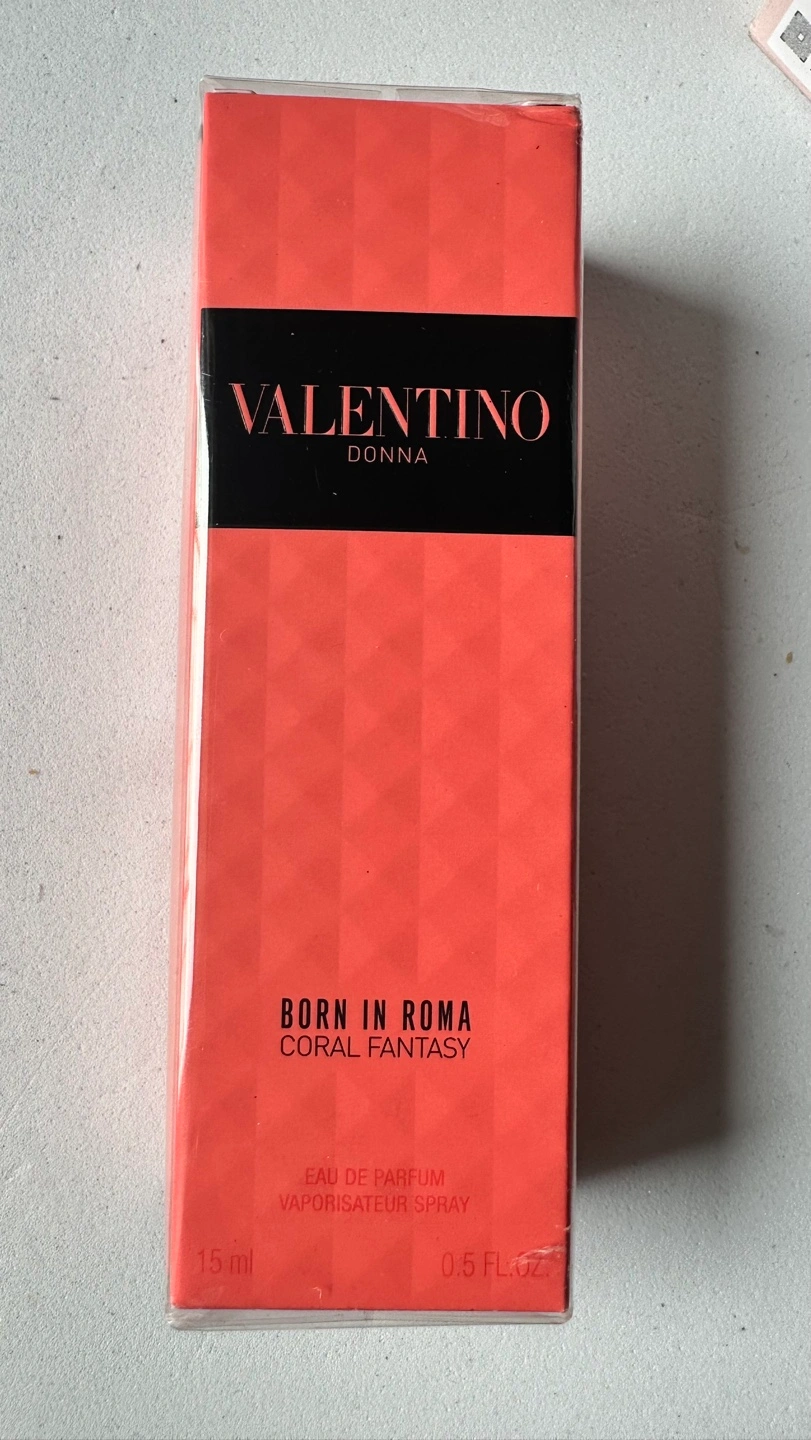 VALENTINO
DONNA
BORN IN ROMA
CORAL FANTASY
EAU DE PARFUM
VAPORISATEUR SPRAY
15 ml 0.5 FL.OZ.